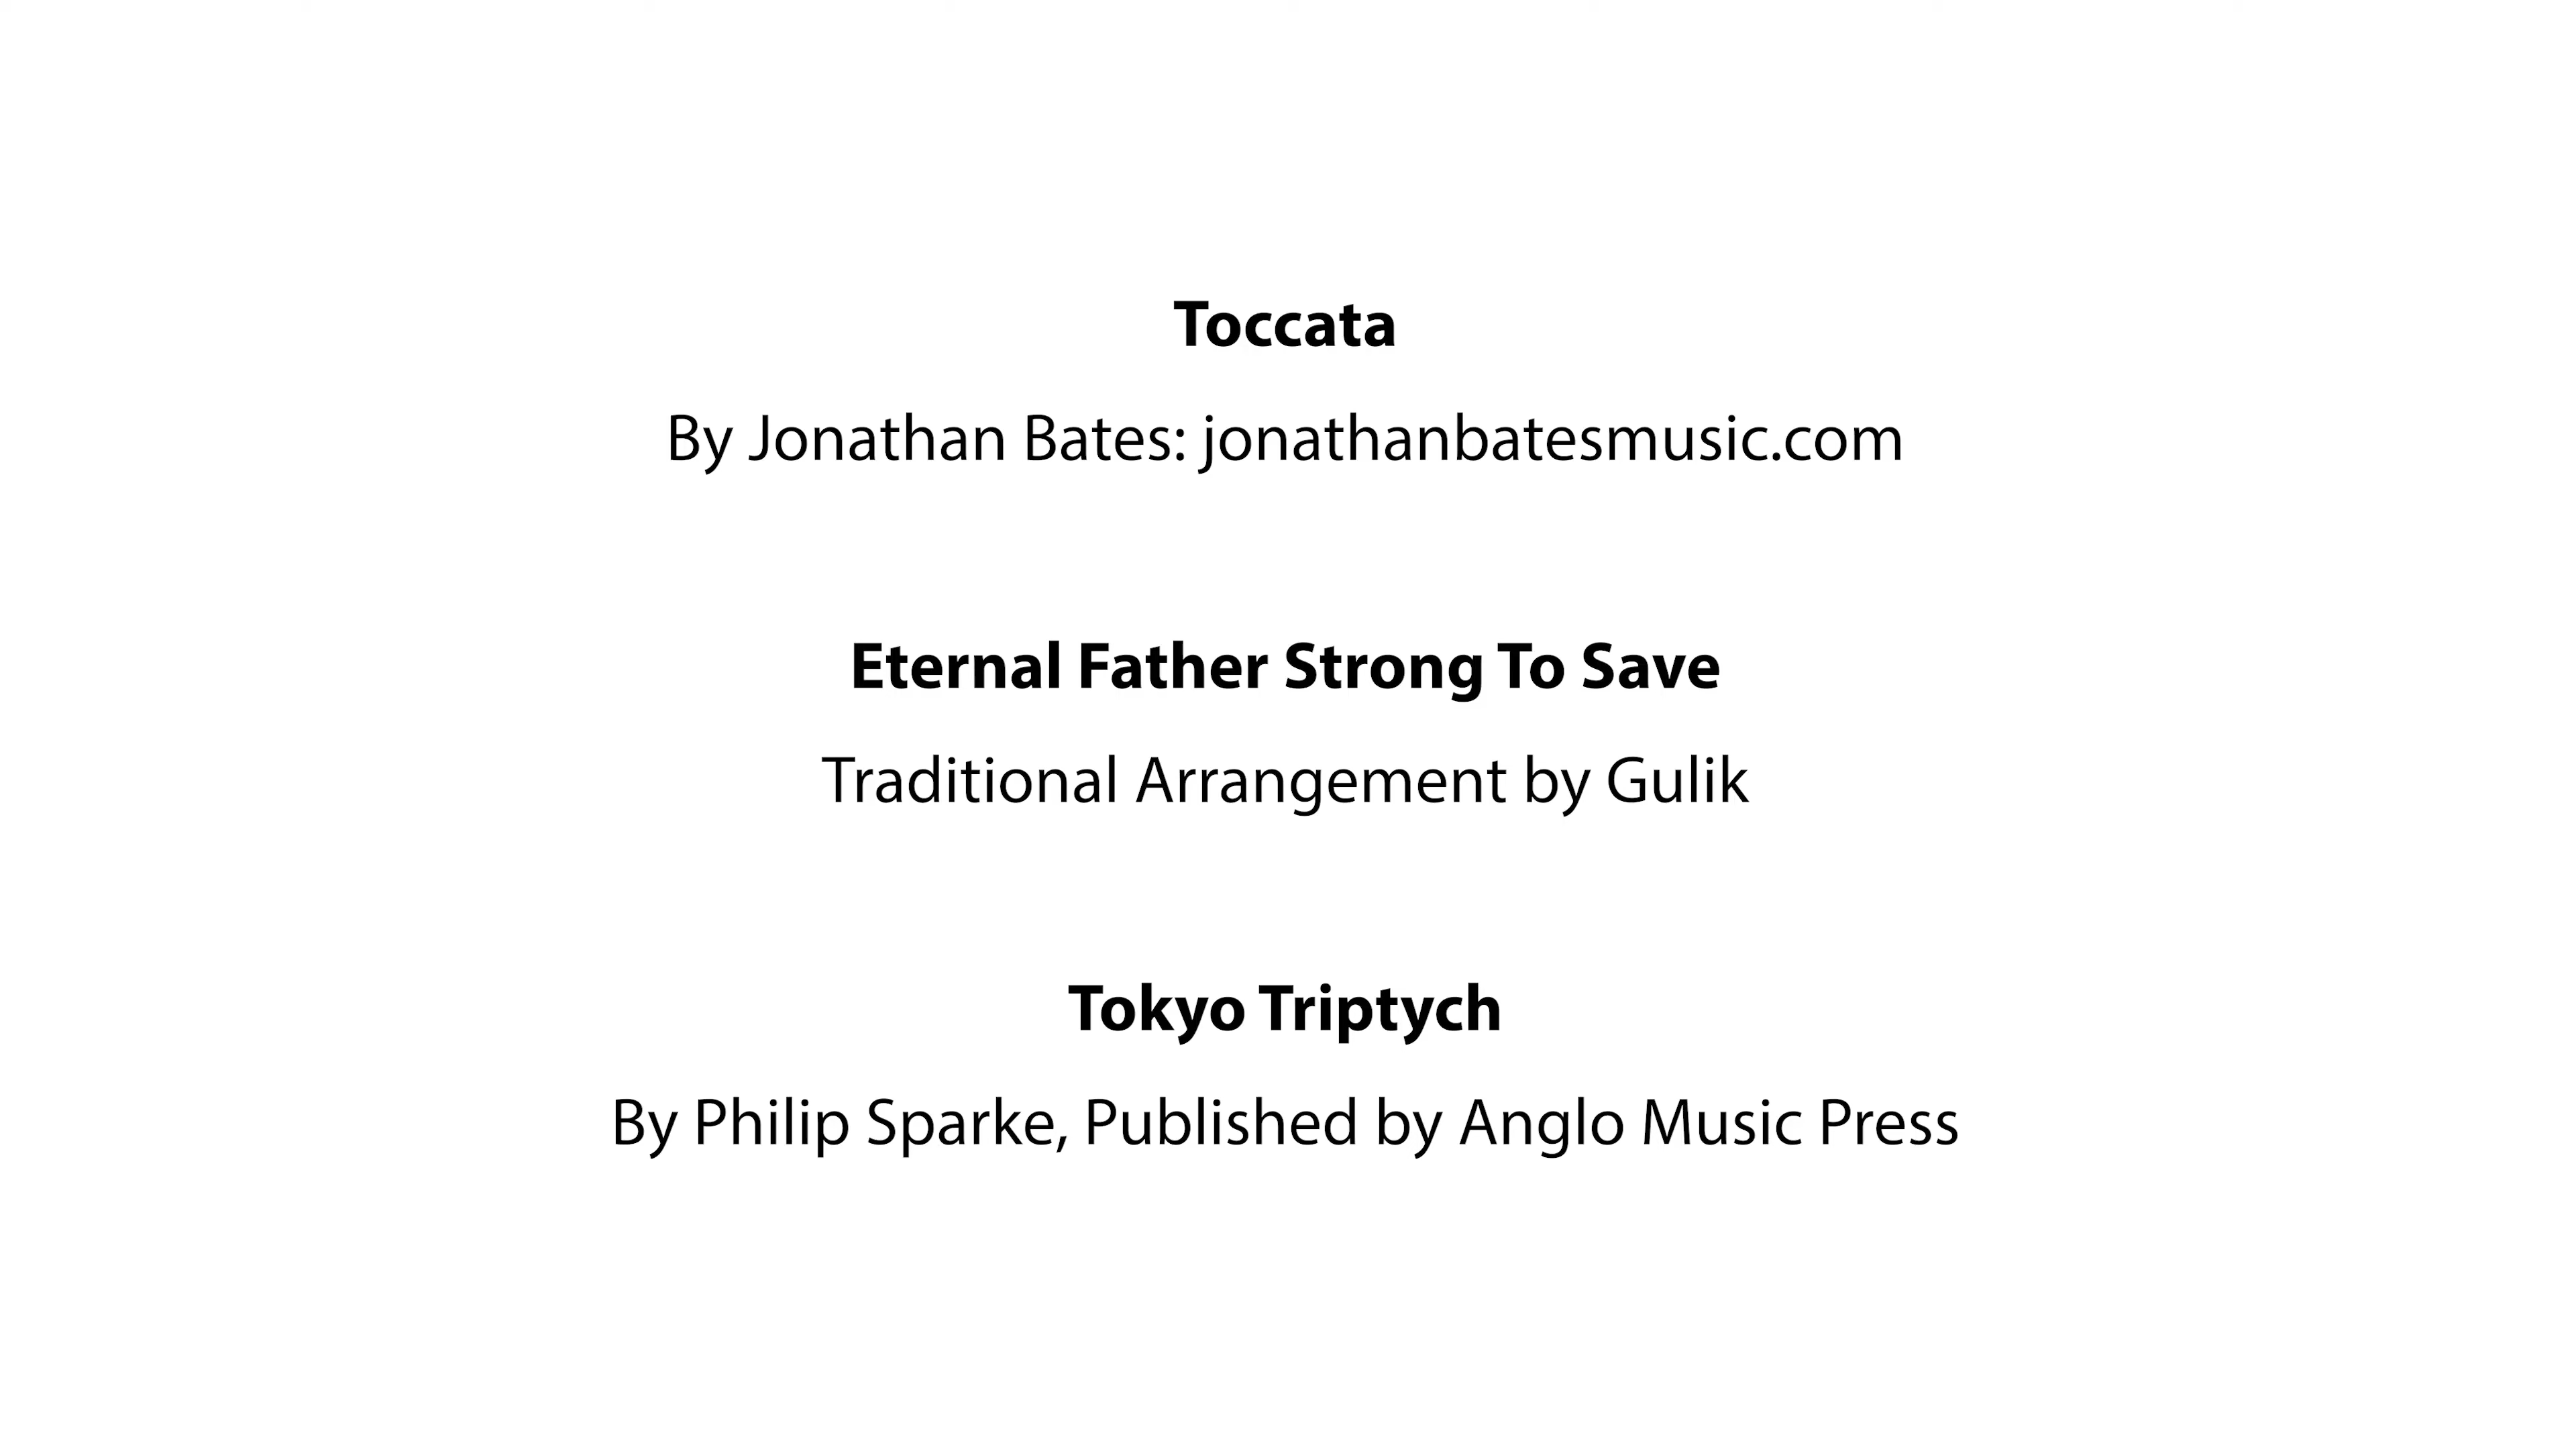 Toccata
By Jonathan Bates: jonathanbatesmusic.com
Eternal Father Strong To Save
Traditional Arrangement by Gulik
Tokyo Triptych
By Philip Sparke, Published by Anglo Music Press